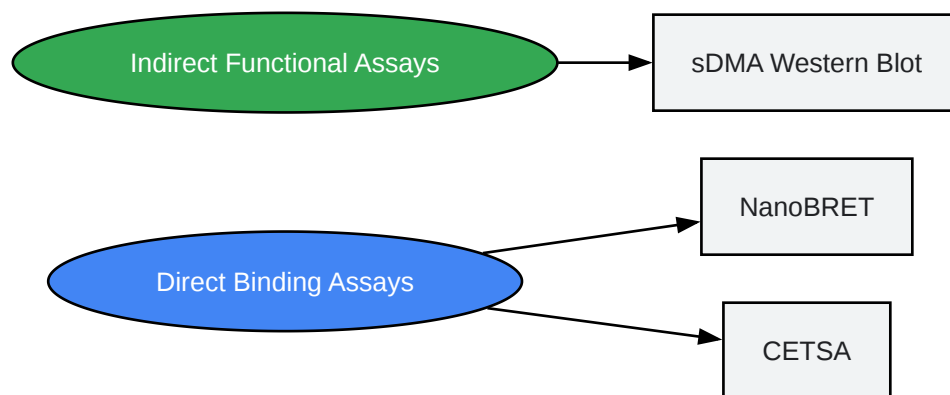 Indirect Functional Assays
sDMA Western Blot
NanoBRET
Direct Binding Assays
CETSA